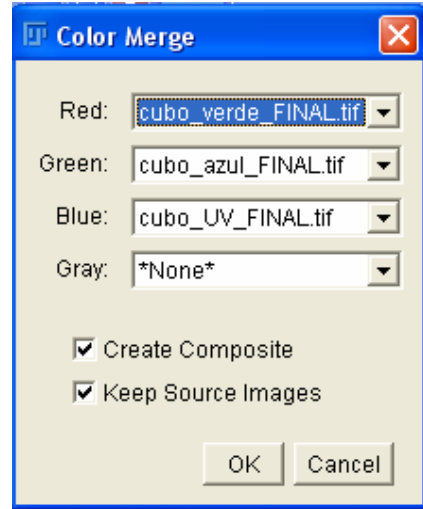 Color Merge
Red: cubo_verde_FINAL.tif
Green: cubo_azul_FINAL.tif
Blue: cubo_UV_FINAL.tif
Gray: *None*
Create Composite
Keep Source Images
OK Cancel